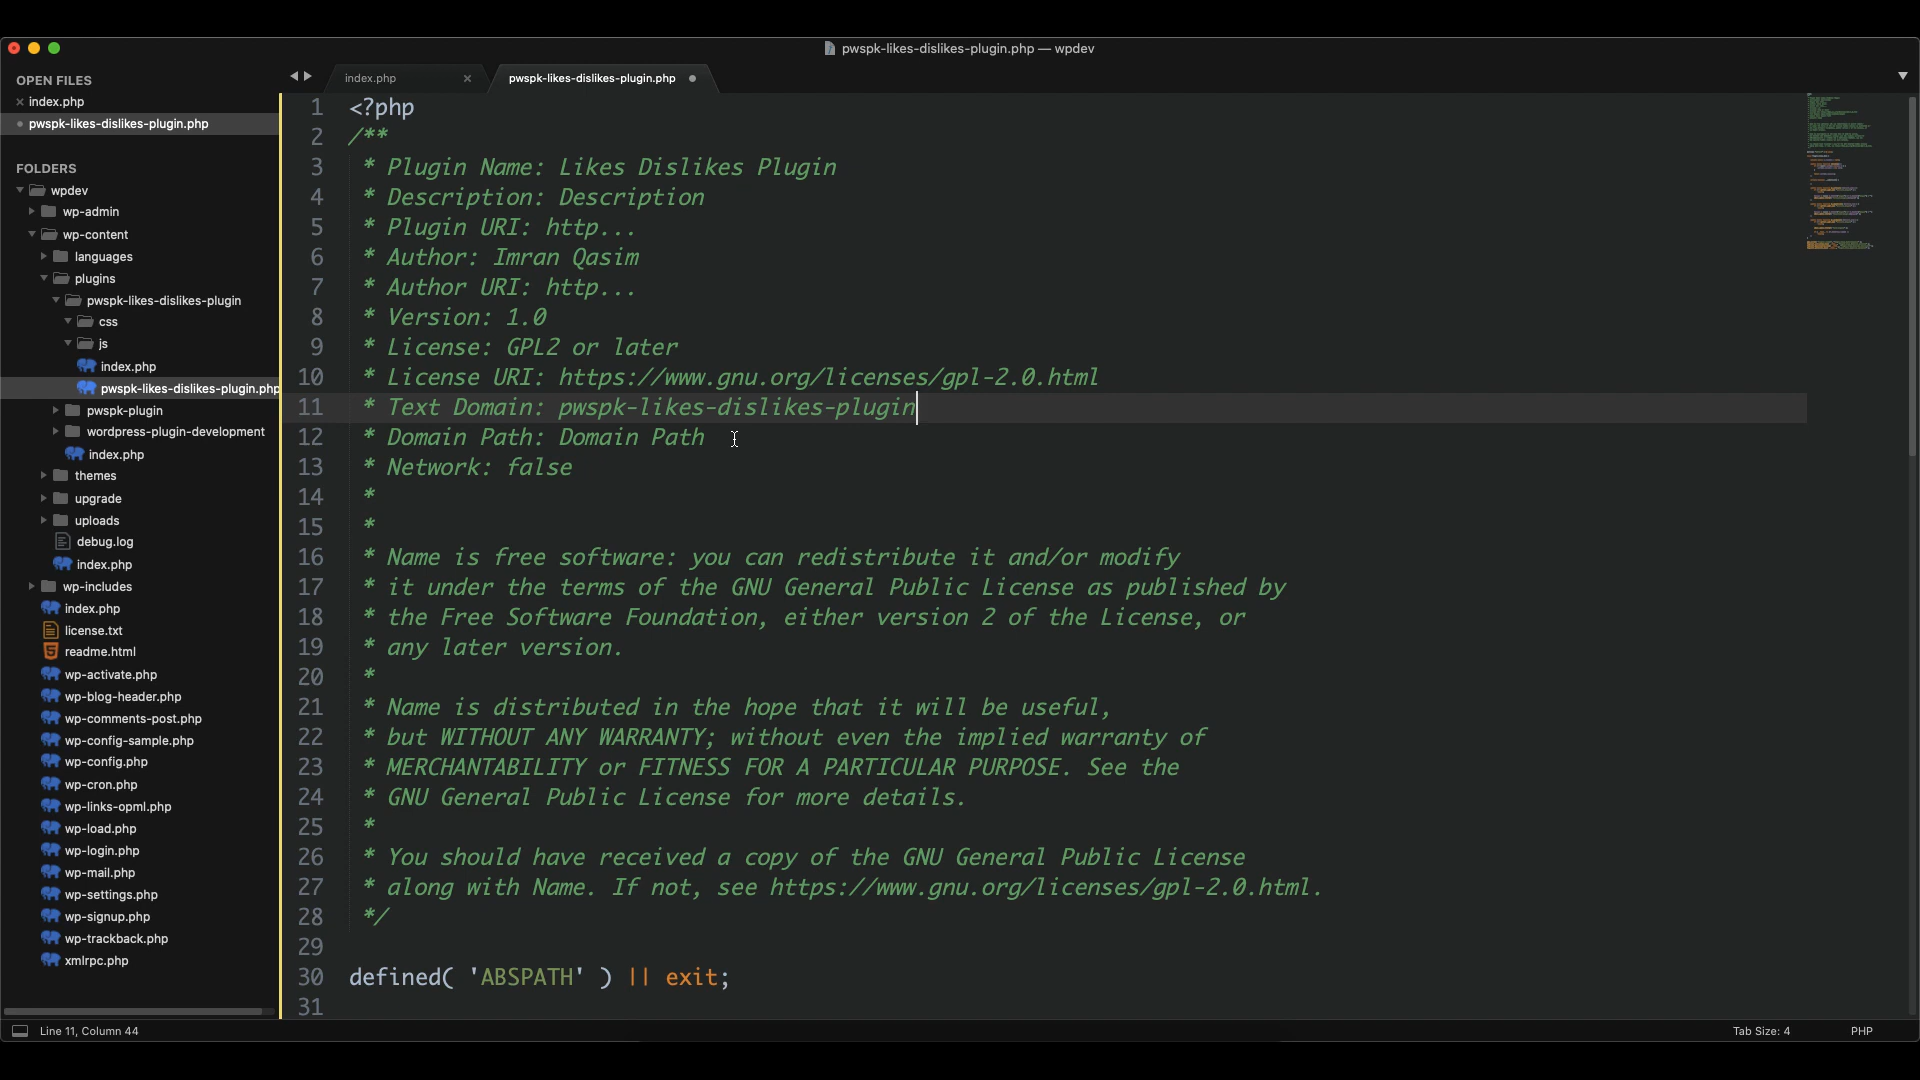 pwspk-likes-dislikes-plugin.php — wpdev
OPEN FILES
index.php
pwspk-likes-dislikes-plugin.php
FOLDERS
wpdev
wp-admin
wp-content
languages
plugins
pwspk-likes-dislikes-plugin
css
js
index.php
pwspk-likes-dislikes-plugin.php
pwspk-plugin
wordpress-plugin-development
index.php
themes
upgrade
uploads
debug.log
index.php
wp-includes
index.php
license.txt
readme.html
wp-activate.php
wp-blog-header.php
wp-comments-post.php
wp-config-sample.php
wp-config.php
wp-cron.php
wp-links-opml.php
wp-load.php
wp-login.php
wp-mail.php
wp-settings.php
wp-signup.php
wp-trackback.php
xmlrpc.php
index.php
pwspk-likes-dislikes-plugin.php
1 <?php
2 /**
3 * Plugin Name: Likes Dislikes Plugin
4 * Description: Description
5 * Plugin URI: http...
6 * Author: Imran Qasim
7 * Author URI: http...
8 * Version: 1.0
9 * License: GPL2 or later
10 * License URI: https://www.gnu.org/licenses/gpl-2.0.html
11 * Text Domain: pwspk-likes-dislikes-plugin
12 * Domain Path: Domain Path
13 * Network: false
14 *
15 *
16 * Name is free software: you can redistribute it and/or modify
17 * it under the terms of the GNU General Public License as published by
18 * the Free Software Foundation, either version 2 of the License, or
19 * any later version.
20 *
21 * Name is distributed in the hope that it will be useful,
22 * but WITHOUT ANY WARRANTY; without even the implied warranty of
23 * MERCHANTABILITY or FITNESS FOR A PARTICULAR PURPOSE. See the
24 * GNU General Public License for more details.
25 *
26 * You should have received a copy of the GNU General Public License
27 * along with Name. If not, see https://www.gnu.org/licenses/gpl-2.0.html.
28 */
29
30 defined( 'ABSPATH' ) || exit;
31
Line 11, Column 44
Tab Size: 4
PHP